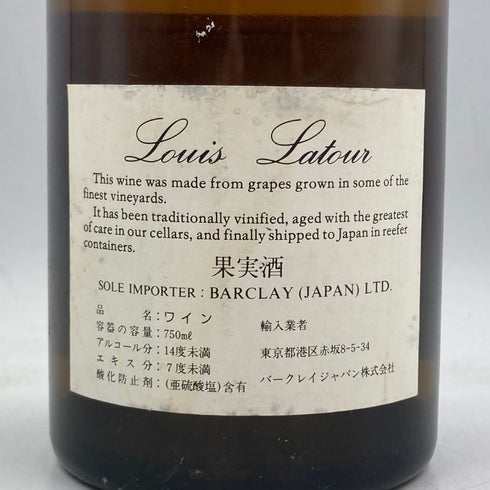 Louis Latour
This wine was made from grapes grown in some of the
finest vineyards.
It has been traditionally vinified, aged with the greatest
of care in our cellars, and finally shipped to Japan in reefer
containers.
果実酒
SOLE IMPORTER : BARCLAY (JAPAN) LTD.
品 名:ワイン
容器の容量:750mℓ
アルコール分:14度未満
エキス分:7度未満
酸化防止剤:(亜硫酸塩)含有
輸入業者
東京都港区赤坂8-5-34
バークレイジャパン株式会社